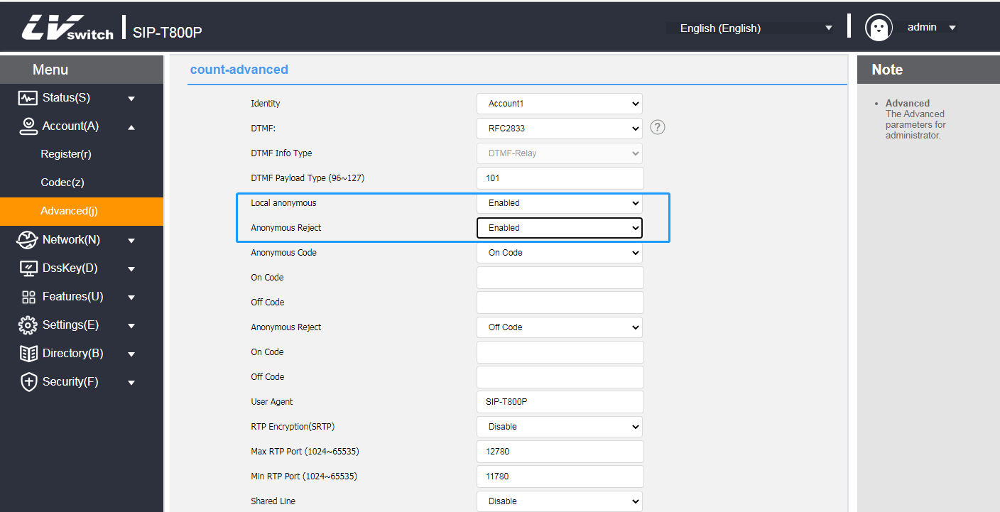 LVswitch SIP-T800P
English (English)
admin
Menu
Status(S)
Account(A)
Register(r)
Codec(z)
Advanced(j)
Network(N)
DssKey(D)
Features(U)
Settings(E)
Directory(B)
Security(F)
count-advanced
Identity Account1
DTMF: RFC2833 ?
DTMF Info Type DTMF-Relay
DTMF Payload Type (96~127) 101
Local anonymous Enabled
Anonymous Reject Enabled
Anonymous Code On Code
On Code
Off Code
Anonymous Reject Off Code
On Code
Off Code
User Agent SIP-T800P
RTP Encryption(SRTP) Disable
Max RTP Port (1024~65535) 12780
Min RTP Port (1024~65535) 11780
Shared Line Disable
Note
Advanced
The Advanced
parameters for
administrator.